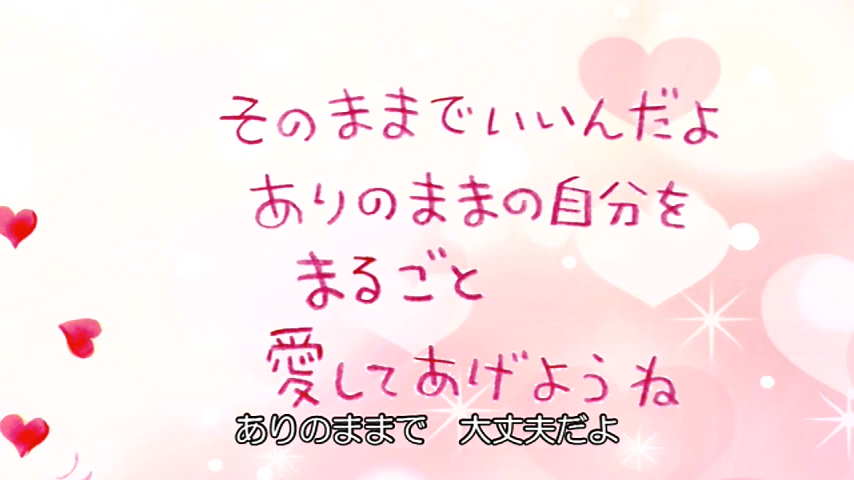 そのままでいいんだよ
ありのままの自分を
まるごと
愛してあげようね
ありのままで　大丈夫だよ